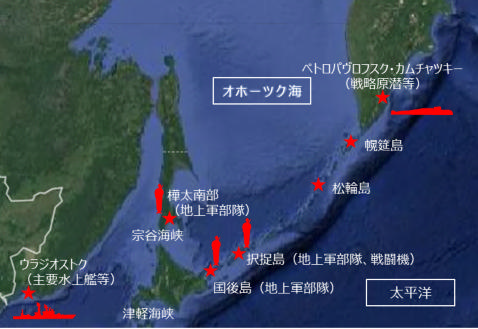 ペトロパヴロフスク・カムチャツキー
（戦略原潜等）
オホーツク海
幌筵島
松輪島
樺太南部
（地上軍部隊）
宗谷海峡
択捉島（地上軍部隊、戦闘機）
ウラジオストク
（主要水上艦等）
国後島（地上軍部隊）
太平洋
津軽海峡